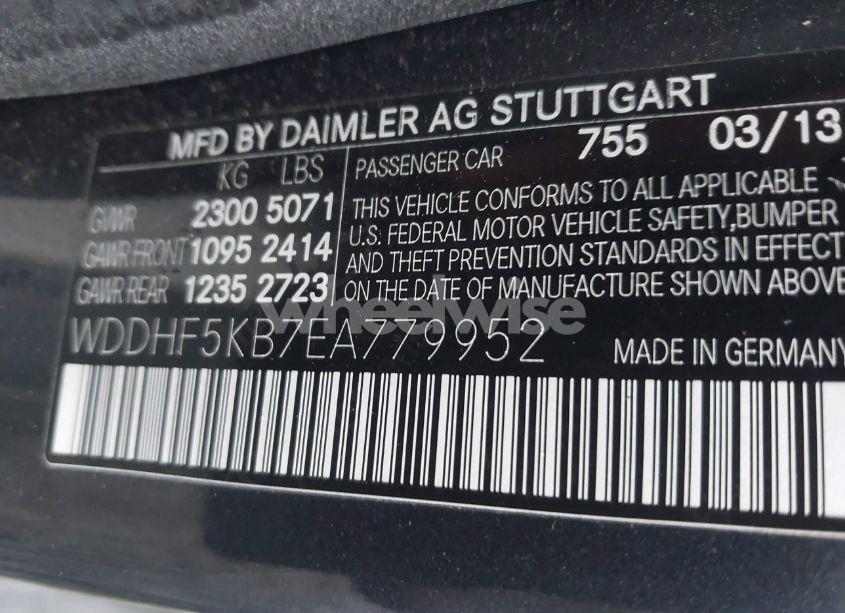 MFD BY DAIMLER AG STUTTGART
KG LBS
GVWR 2300 5071
GAWR FRONT 1095 2414
GAWR REAR 1235 2723
PASSENGER CAR 755 03/13
THIS VEHICLE CONFORMS TO ALL APPLICABLE
U.S. FEDERAL MOTOR VEHICLE SAFETY,BUMPER
AND THEFT PREVENTION STANDARDS IN EFFECT
ON THE DATE OF MANUFACTURE SHOWN ABOVE
wheelwise
WDDHF5KB7EA779952
MADE IN GERMANY